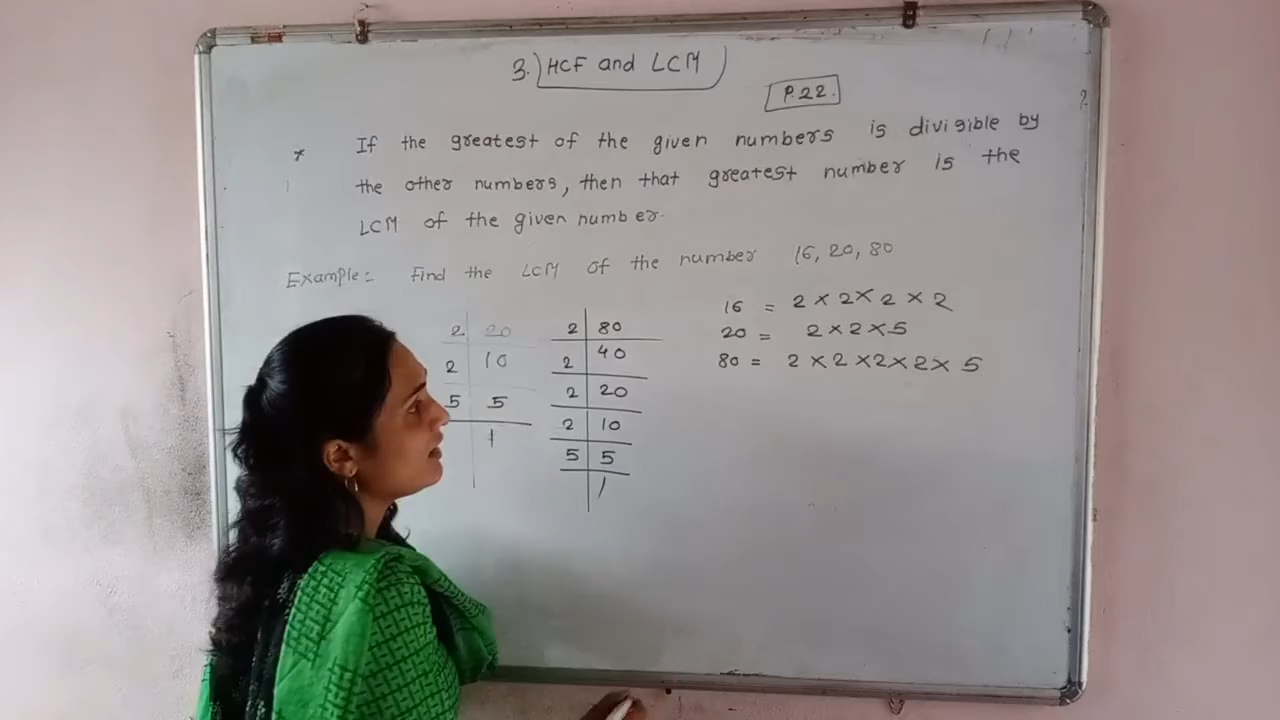 3. HCF and LCM
P.22.
* If the greatest of the given numbers is divisible by
the other numbers, then that greatest number is the
LCM of the given number.
Example:- Find the LCM of the number 16, 20, 80
2 20
2 10
5 5
1
2 80
2 40
2 20
2 10
5 5
1
16 = 2 × 2 × 2 × 2
20 = 2 × 2 × 5
80 = 2 × 2 × 2 × 2 × 5